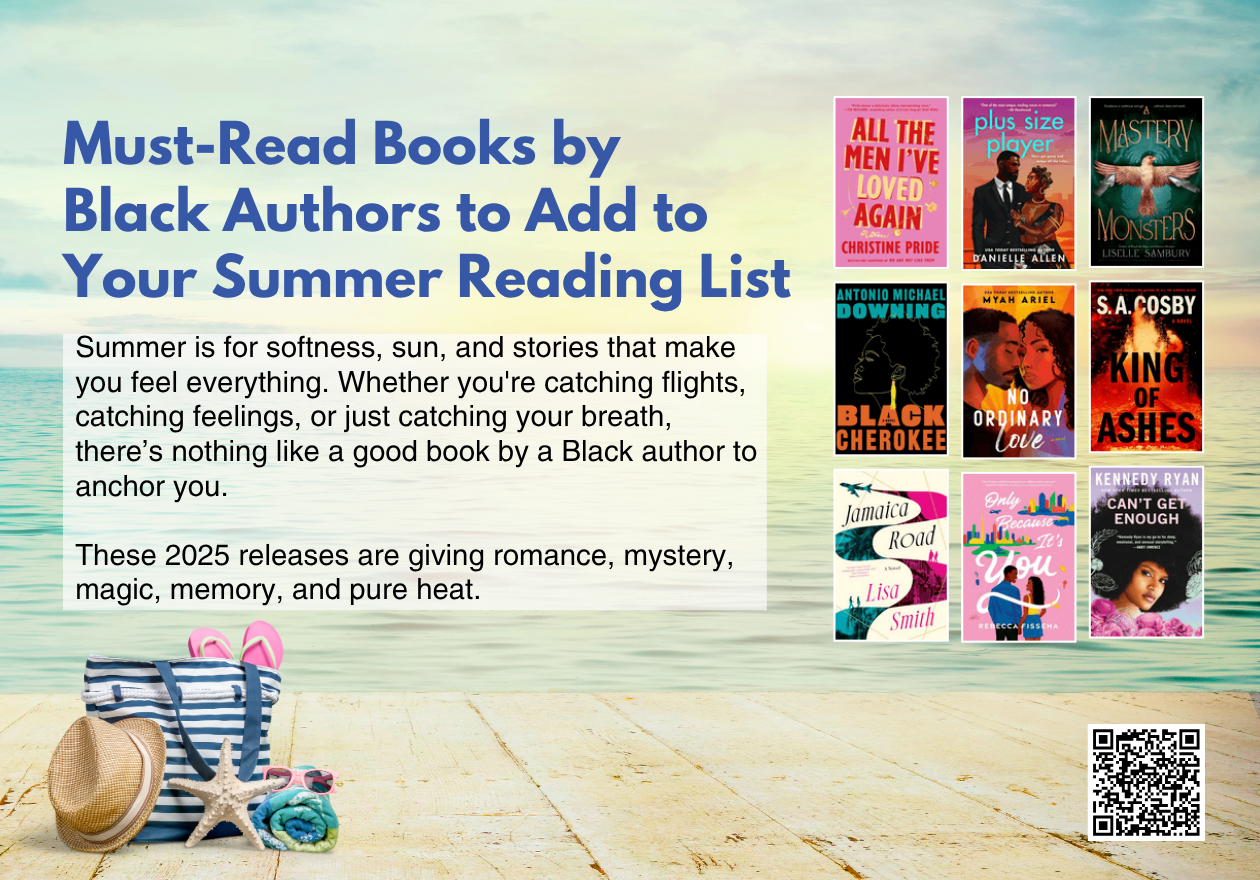 Must-Read Books by
Black Authors to Add to
Your Summer Reading List
Summer is for softness, sun, and stories that make
you feel everything. Whether you're catching flights,
catching feelings, or just catching your breath,
there’s nothing like a good book by a Black author to
anchor you.
These 2025 releases are giving romance, mystery,
magic, memory, and pure heat.
ALL THE
MEN I'VE
LOVED
AGAIN
CHRISTINE PRIDE
plus size
player
DANIELLE ALLEN
A
MASTERY
OF
MONSTERS
LISELLE SAMBURY
ANTONIO MICHAEL
DOWNING
BLACK
CHEROKEE
MYAH ARIEL
NO
ORDINARY
Love
S. A. COSBY
A NOVEL
KING
OF
ASHES
Jamaica
Road
A Novel
Lisa
Smith
Only
Because
It's
You
REBECCA FISSEHA
KENNEDY RYAN
CAN'T GET
ENOUGH